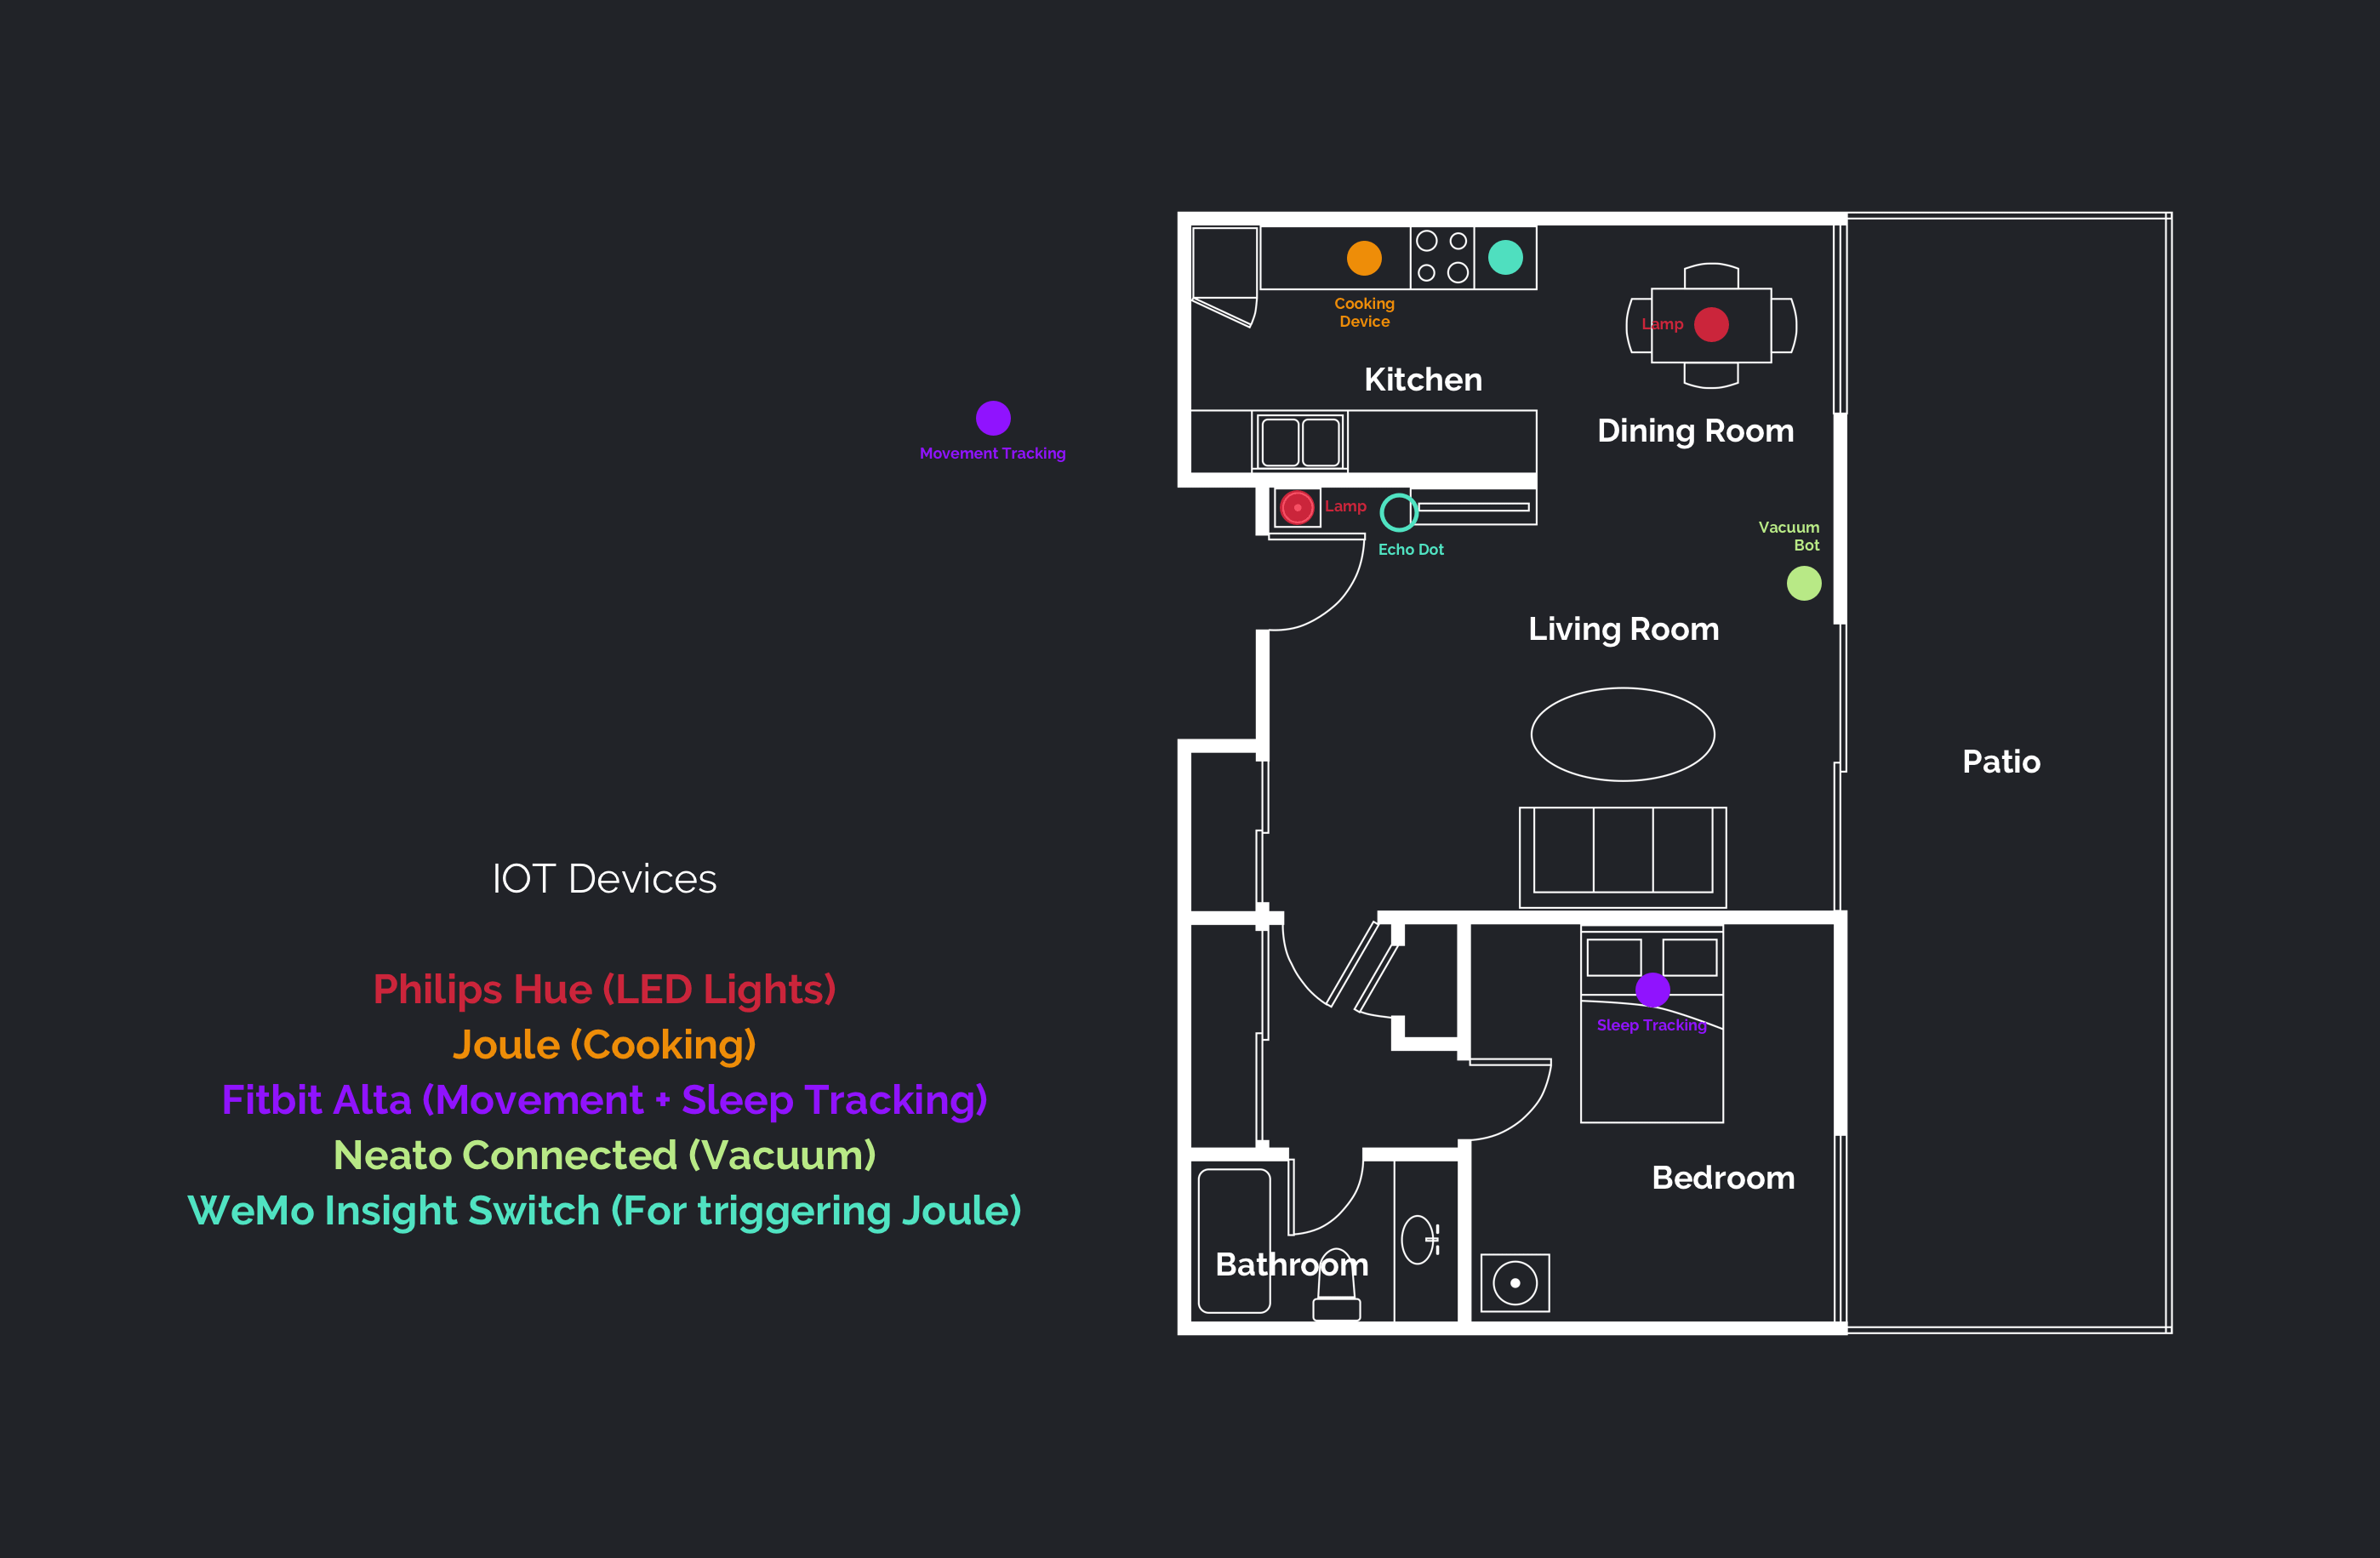 Cooking
Device
Lamp
Kitchen
Dining Room
Movement Tracking
Lamp
Echo Dot
Vacuum
Bot
Living Room
Patio
IOT Devices
Philips Hue (LED Lights)
Joule (Cooking)
Fitbit Alta (Movement + Sleep Tracking)
Neato Connected (Vacuum)
WeMo Insight Switch (For triggering Joule)
Sleep Tracking
Bedroom
Bathroom